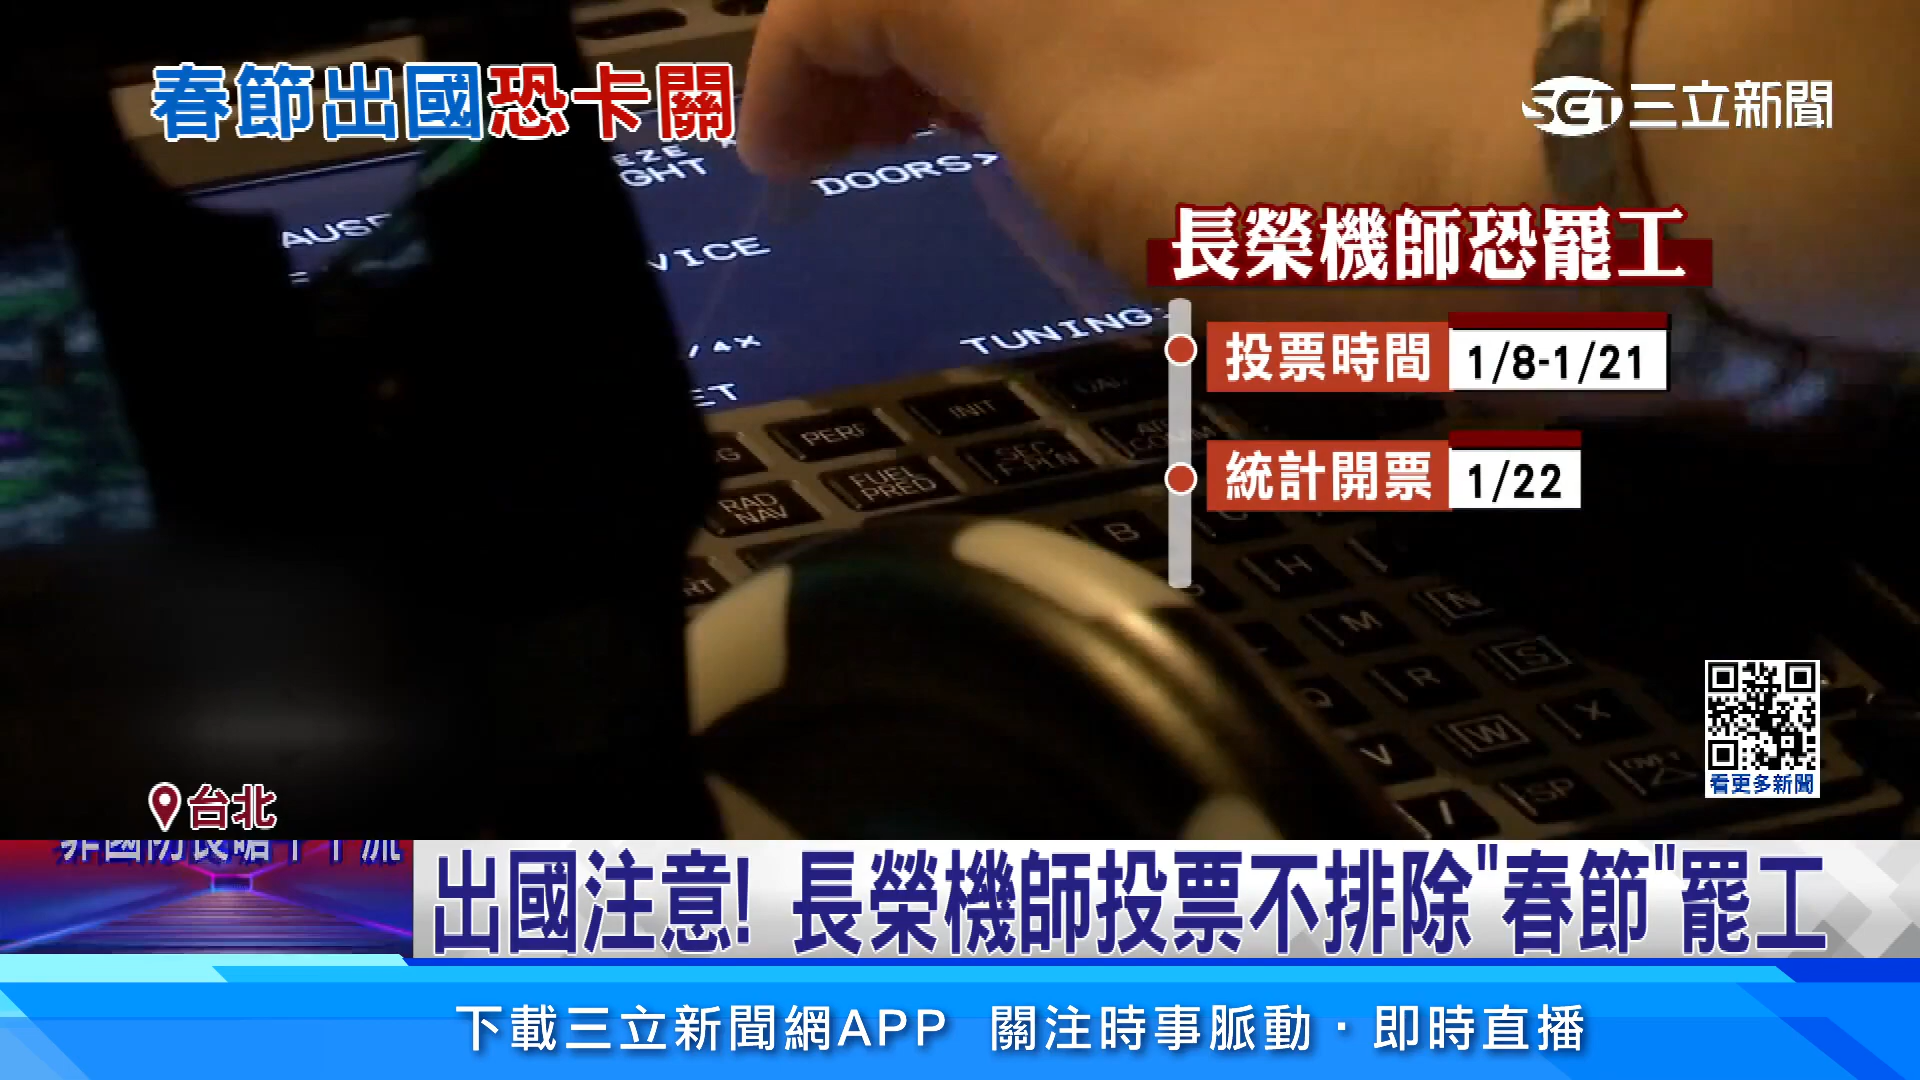 春節出國恐卡關
SET三立新聞
DOORS>
VICE
TUNING>
長榮機師恐罷工
投票時間 1/8-1/21
統計開票 1/22
PERF
INIT
SEC
F-PLN
FUEL
PRED
RAD
NAV
B
C
H
M
N
R
S
Q
V
W
X
/
SP
看更多新聞
台北
出國注意! 長榮機師投票不排除"春節"罷工
下載三立新聞網APP 關注時事脈動·即時直播